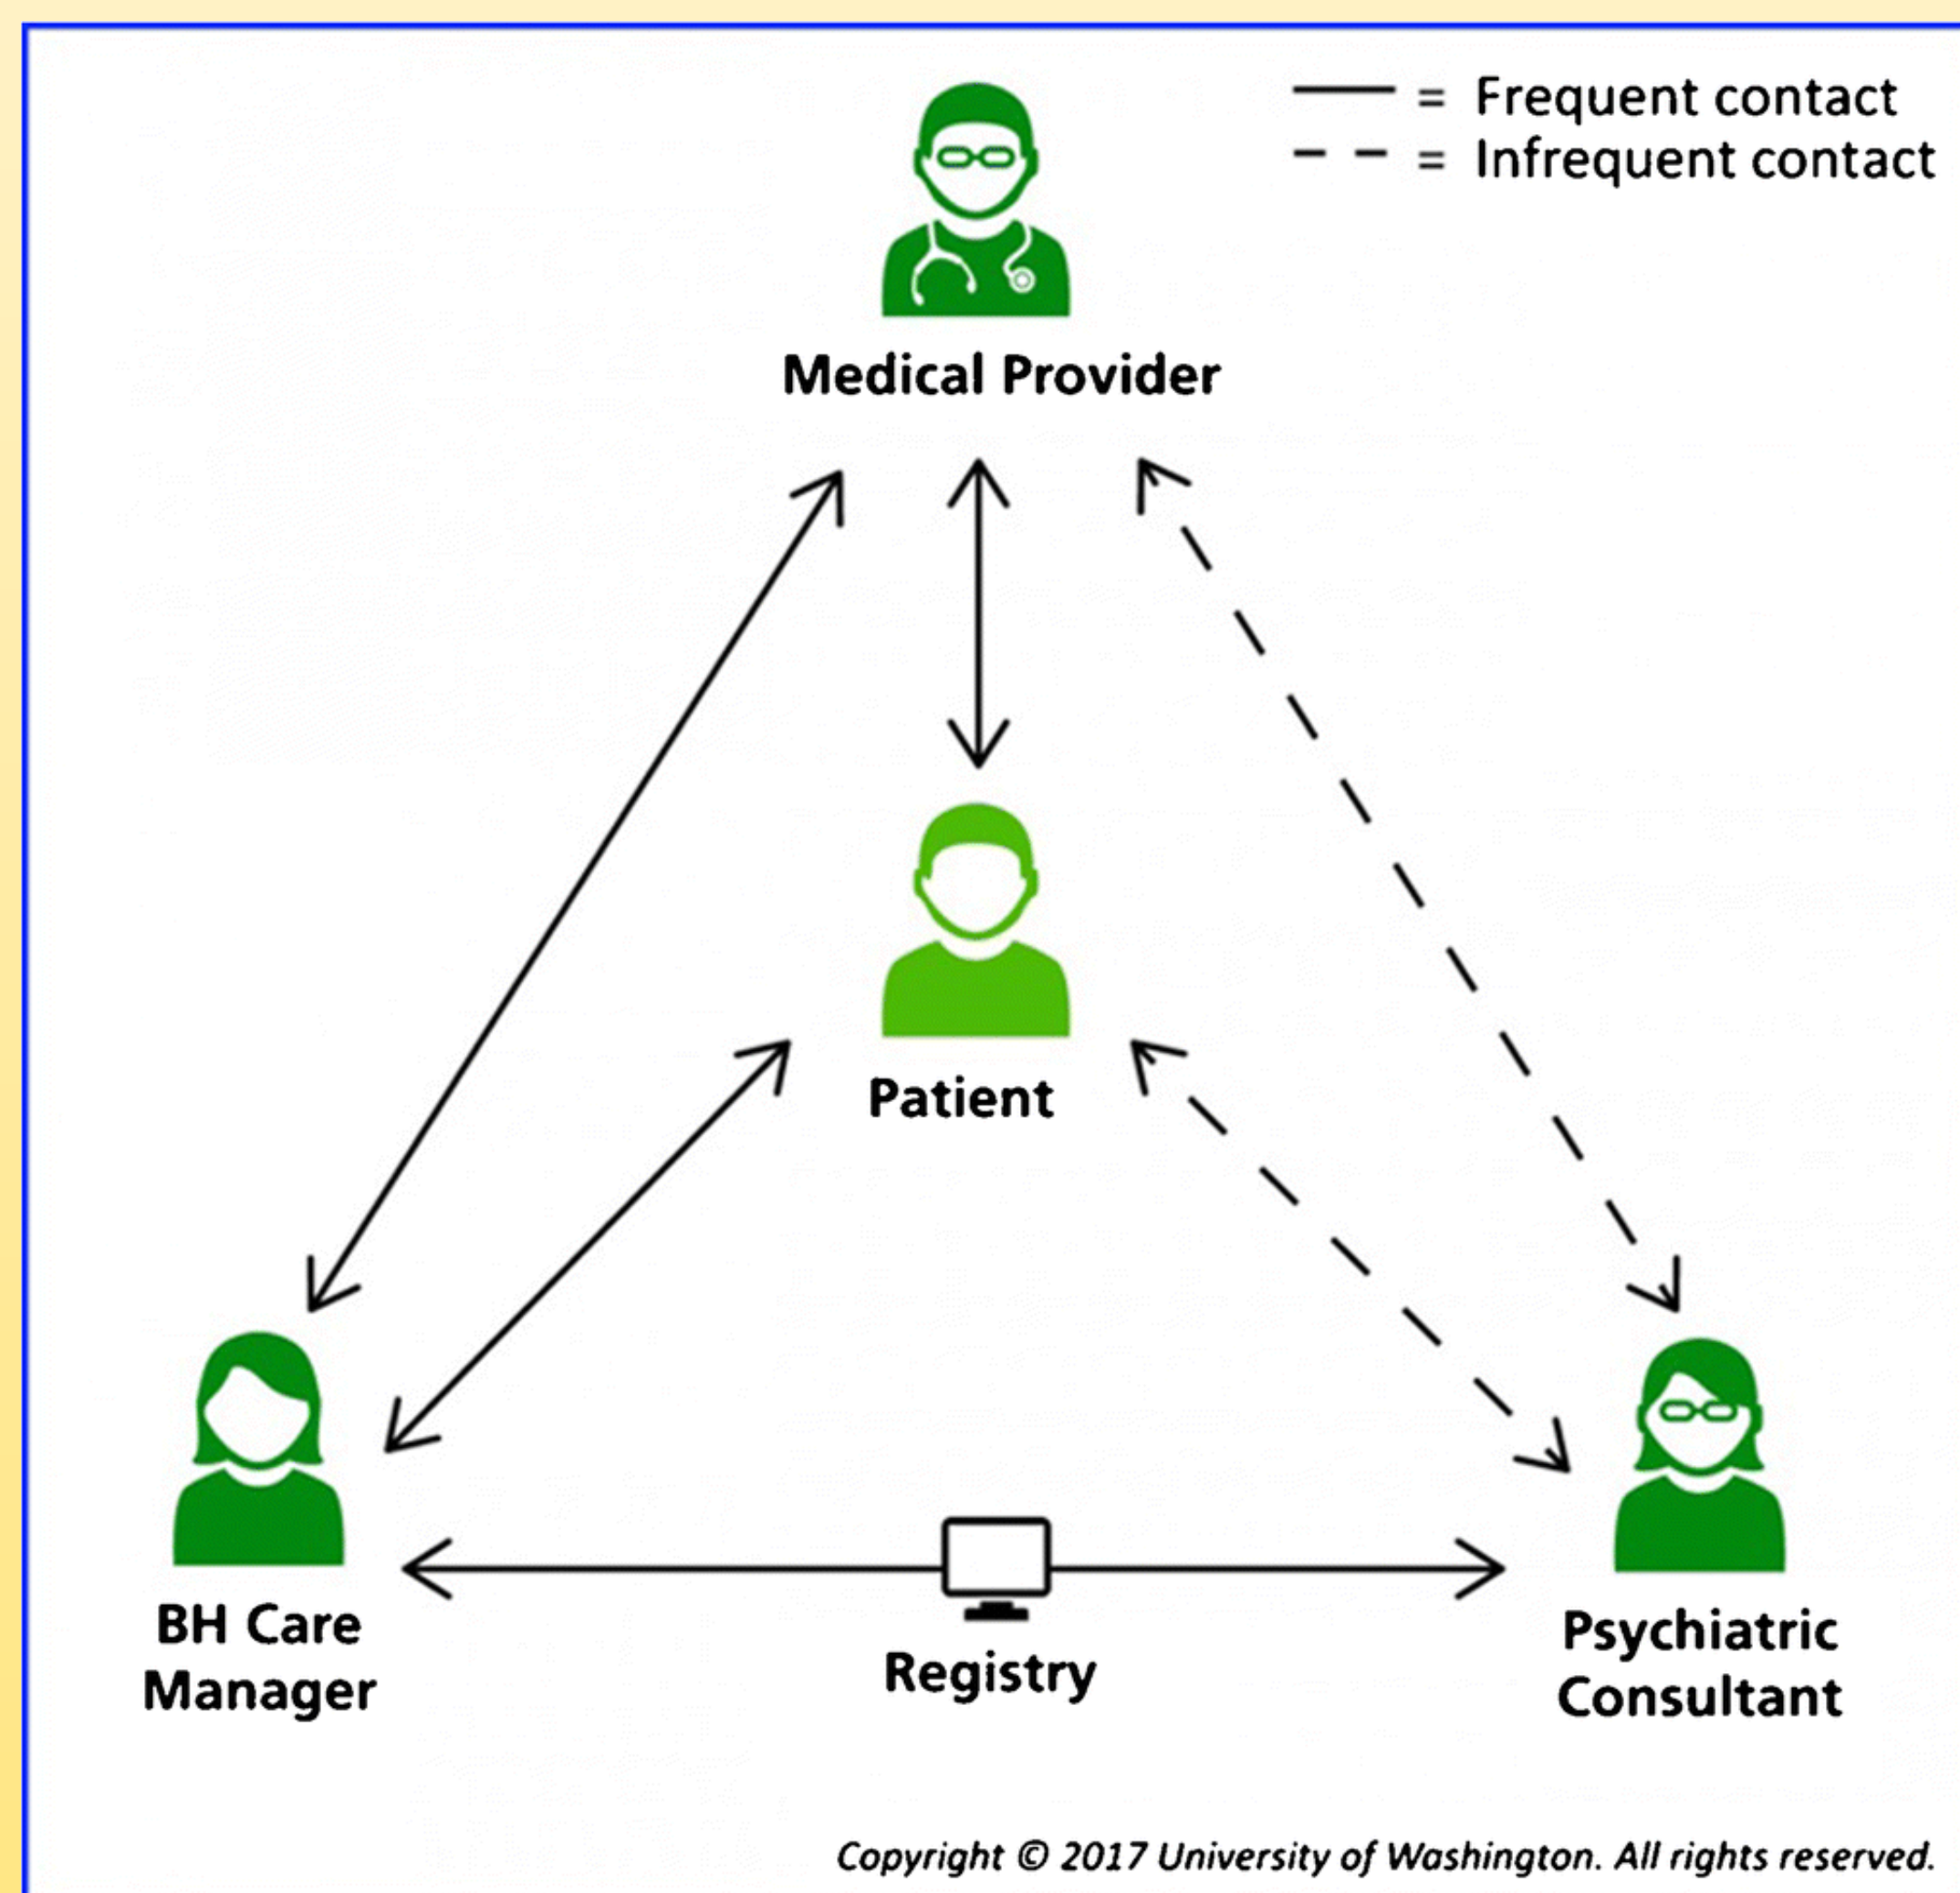 = Frequent contact
= Infrequent contact
Medical Provider
Patient
BH Care
Manager
Registry
Psychiatric
Consultant
Copyright © 2017 University of Washington. All rights reserved.